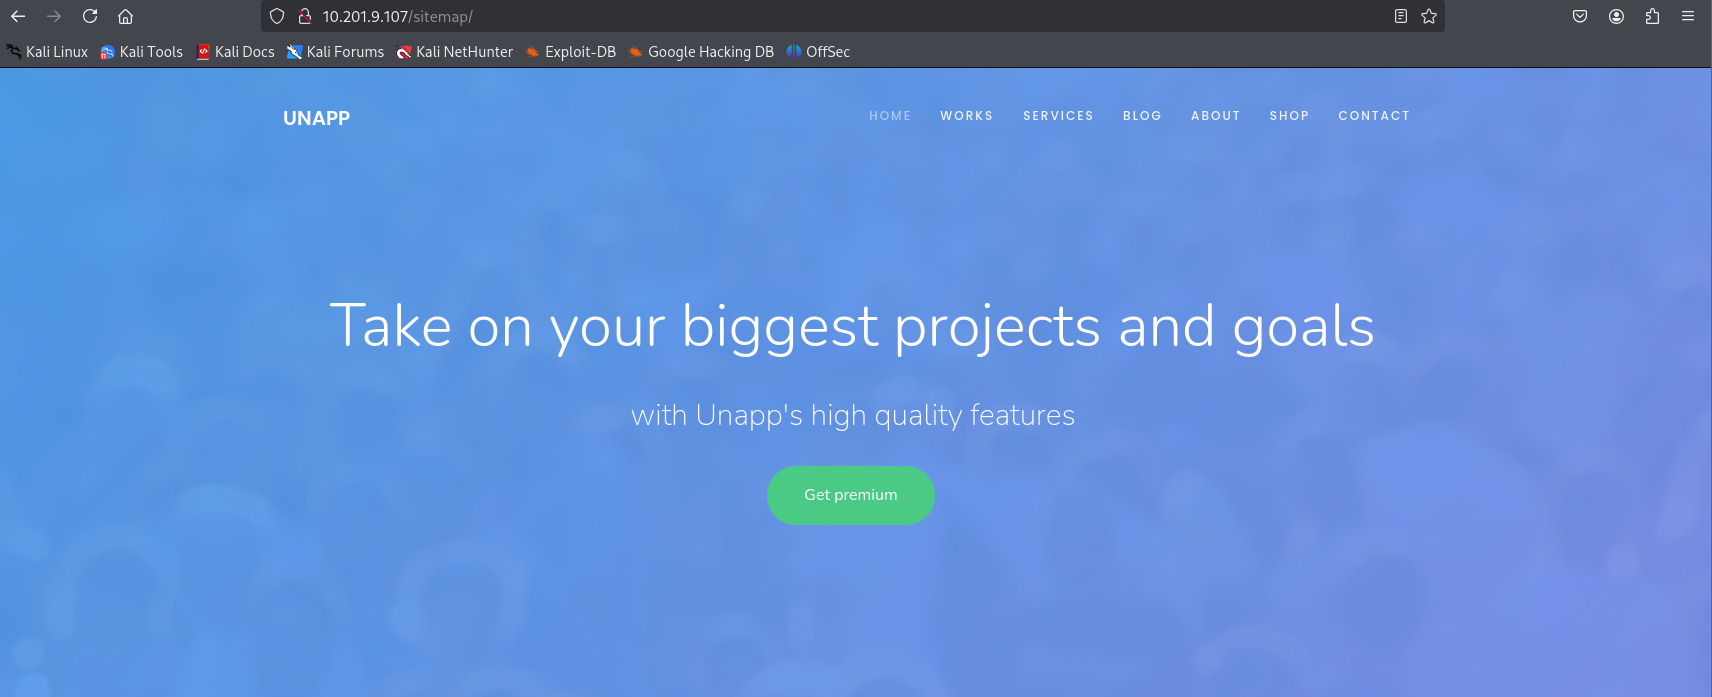 10.201.9.107/sitemap/
Kali Linux Kali Tools Kali Docs Kali Forums Kali NetHunter Exploit-DB Google Hacking DB OffSec
UNAPP HOME WORKS SERVICES BLOG ABOUT SHOP CONTACT
Take on your biggest projects and goals
with Unapp's high quality features
Get premium